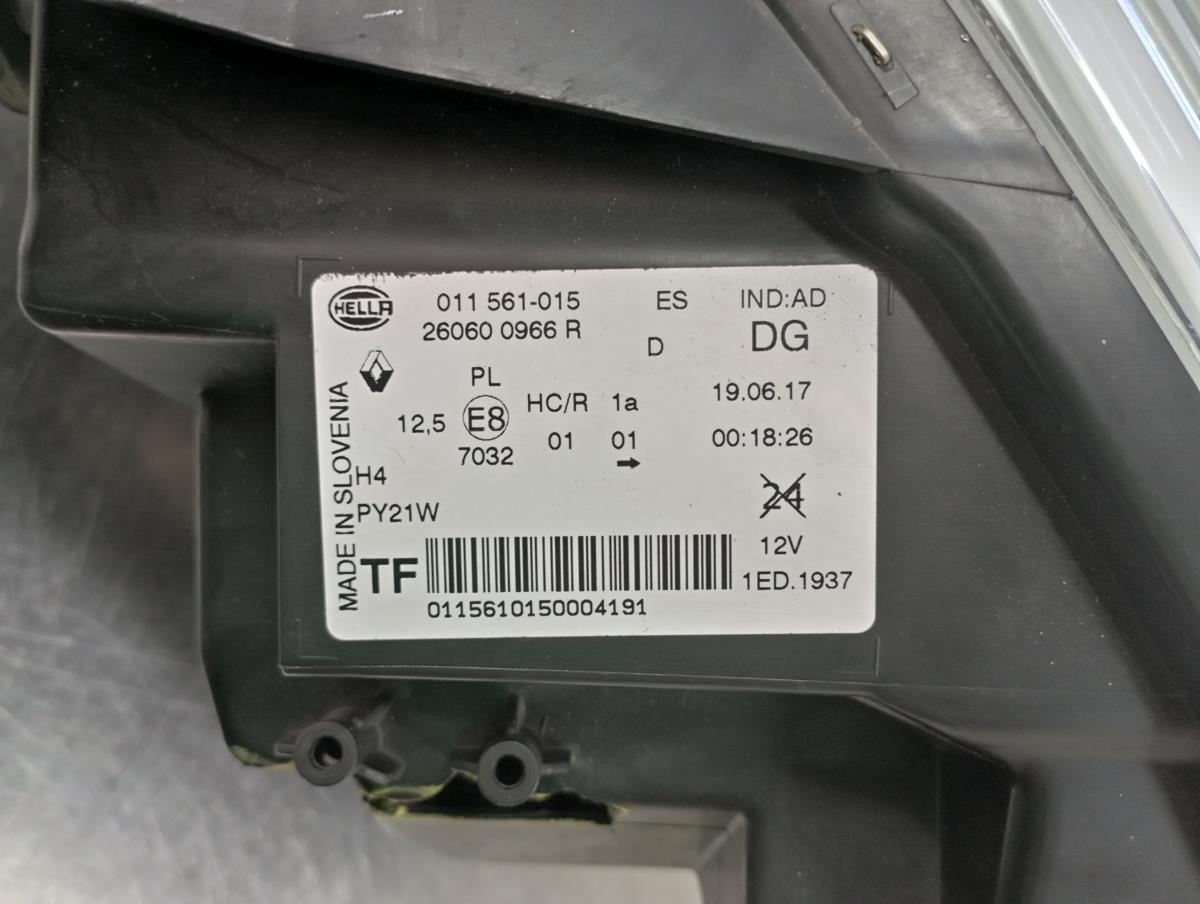 HELLA
011 561-015
ES
IND:AD
26060 0966 R
D
DG
PL
12,5
E8
HC/R
1a
19.06.17
7032
01
01
00:18:26
H4
24
PY21W
12V
MADE IN SLOVENIA
TF
1ED.1937
0115610150004191